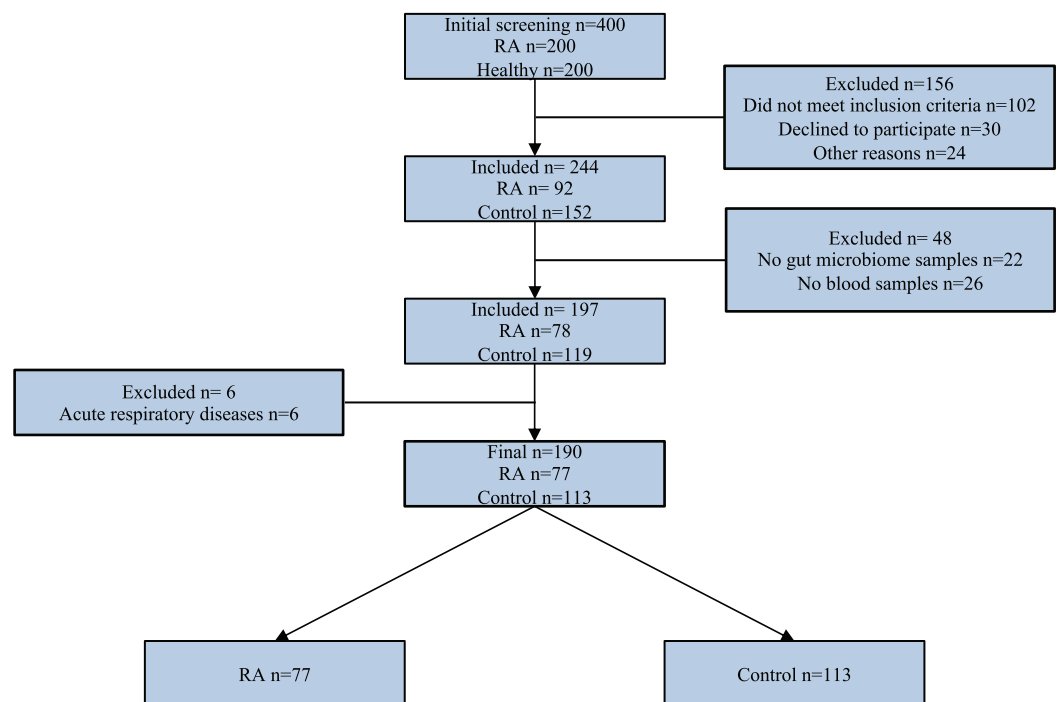 Initial screening n=400
RA n=200
Healthy n=200
Excluded n=156
Did not meet inclusion criteria n=102
Declined to participate n=30
Other reasons n=24
Included n= 244
RA n= 92
Control n=152
Excluded n= 48
No gut microbiome samples n=22
No blood samples n=26
Included n= 197
RA n=78
Control n=119
Excluded n= 6
Acute respiratory diseases n=6
Final n=190
RA n=77
Control n=113
RA n=77
Control n=113